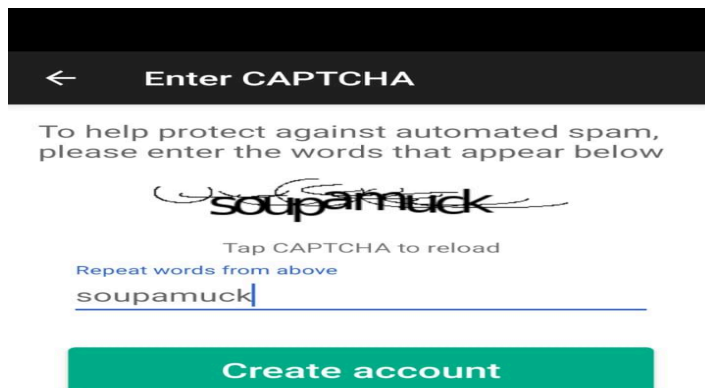 Enter CAPTCHA
To help protect against automated spam,
please enter the words that appear below
soupamuck
Tap CAPTCHA to reload
Repeat words from above
soupamuck
Create account